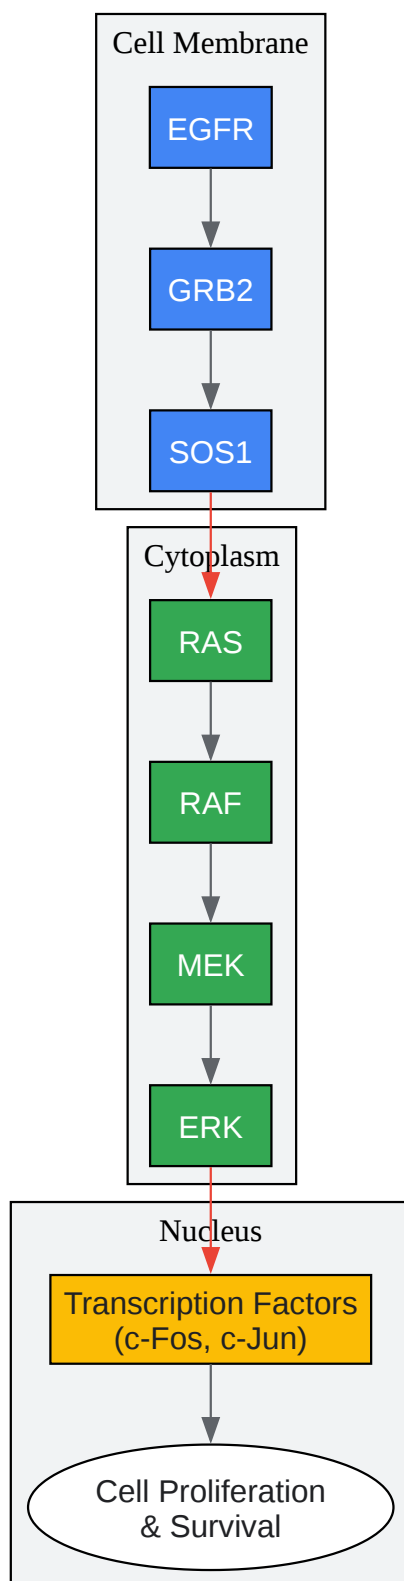 Cell Membrane
EGFR
GRB2
SOS1
Cytoplasm
RAS
RAF
MEK
ERK
Nucleus
Transcription Factors
(c-Fos, c-Jun)
Cell Proliferation
& Survival